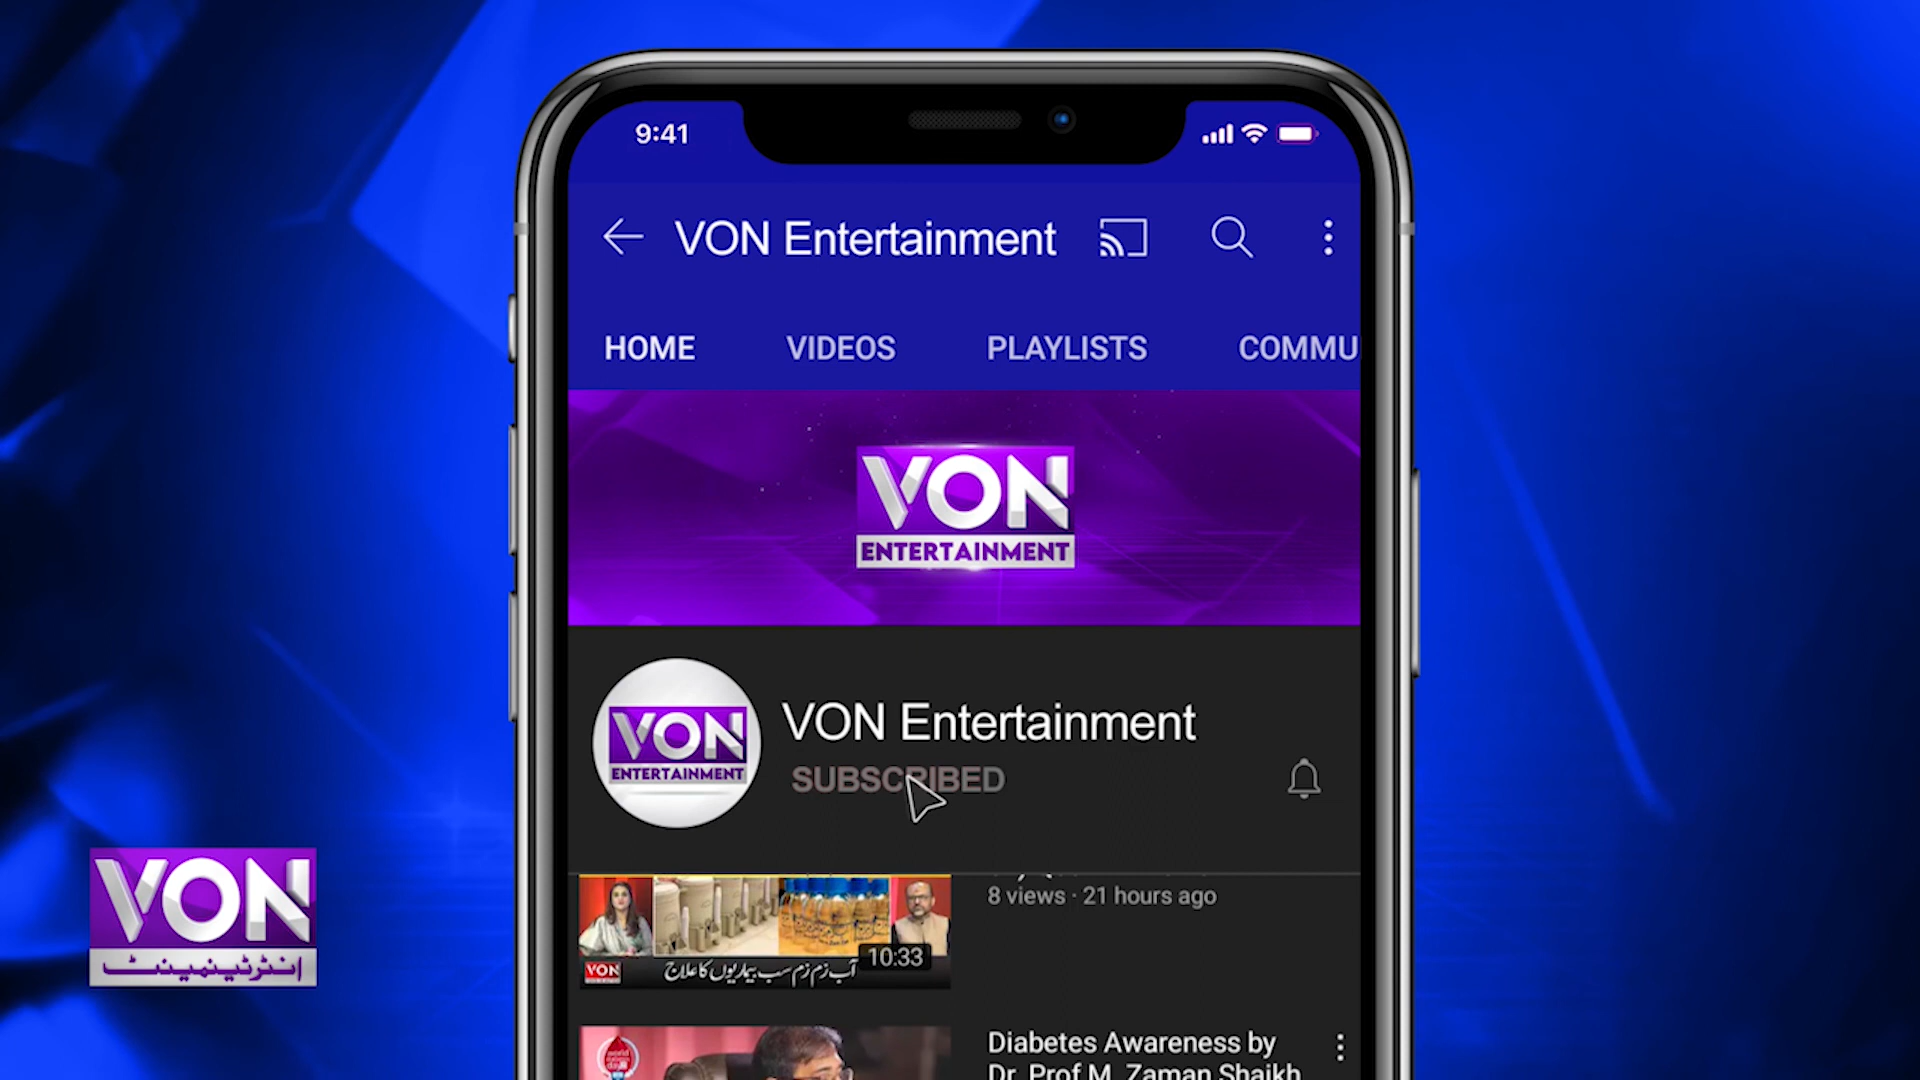 9:41
VON Entertainment
HOME VIDEOS PLAYLISTS COMMU
VON
ENTERTAINMENT
VON
ENTERTAINMENT
VON Entertainment
SUBSCRIBED
8 views · 21 hours ago
10:33
VON
آب زم زم سب بیماریوں کا علاج
Diabetes Awareness by
Dr. Prof M. Zaman Shaikh
VON
انٹرٹینمینٹ